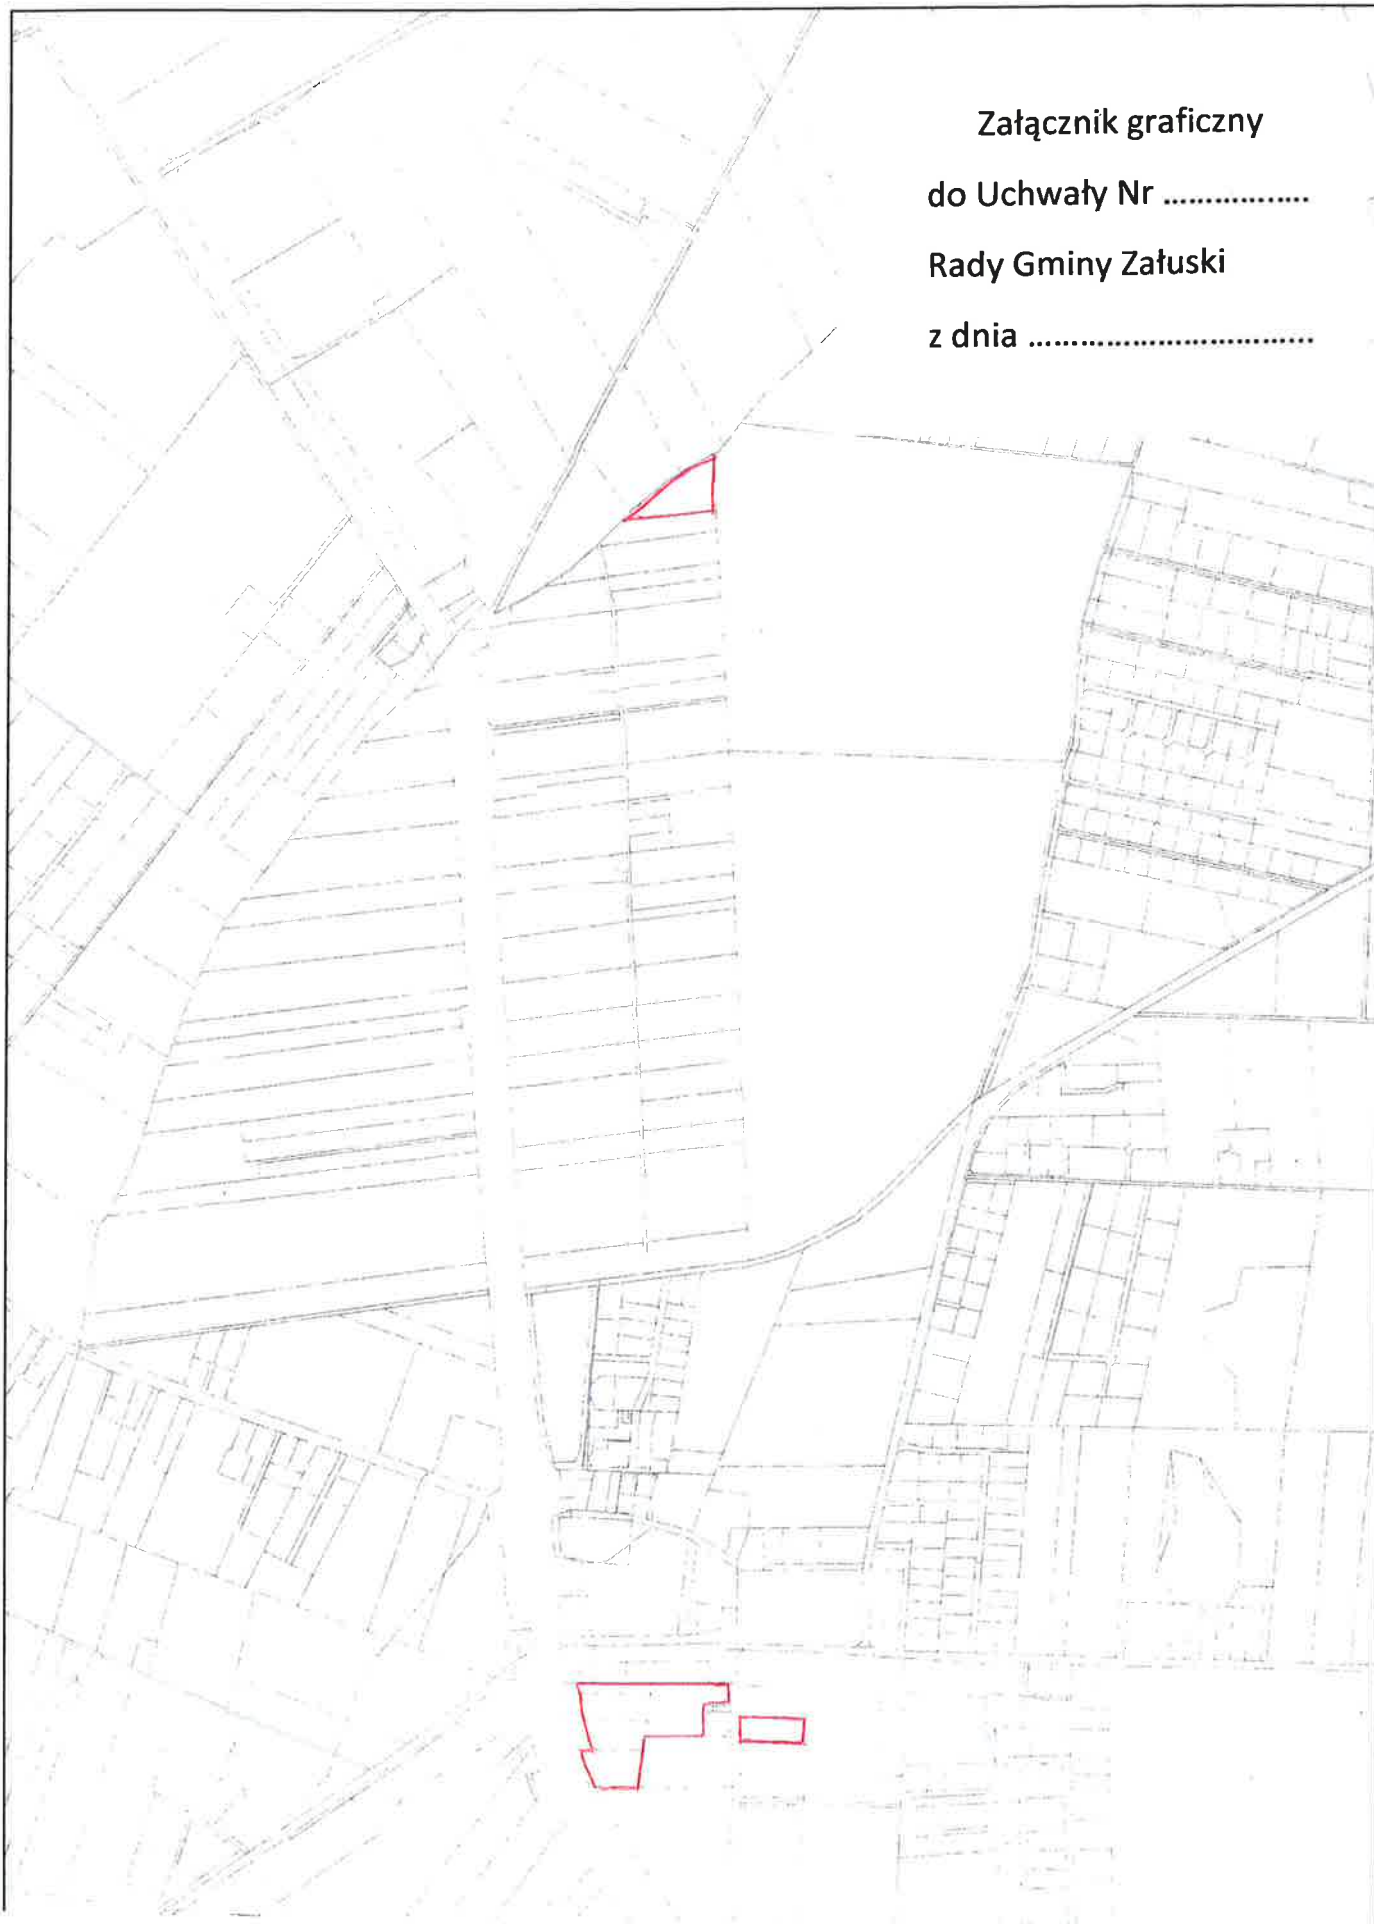 Załącznik graficzny
do Uchwały Nr .................
Rady Gminy Załuski
z dnia ..................................